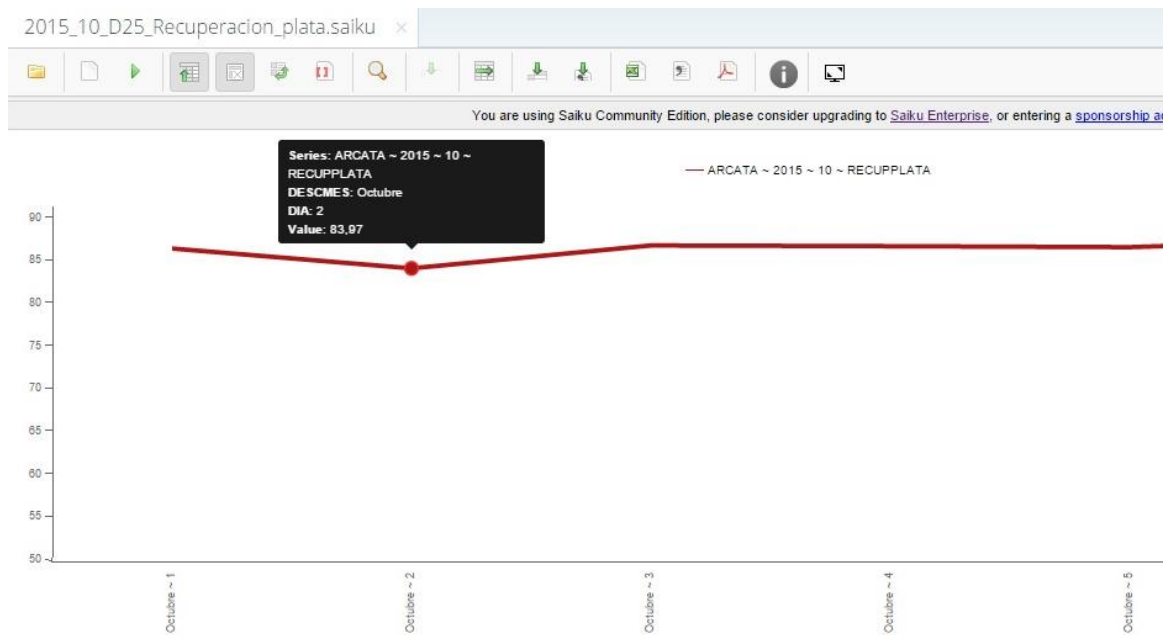 2015_10_D25_Recuperacion_plata.saiku ×
You are using Saiku Community Edition, please consider upgrading to Saiku Enterprise, or entering a sponsorship
Series: ARCATA ~ 2015 ~ 10 ~
RECUPPLATA
DESCMES: Octubre
DIA: 2
Value: 83,97
ARCATA ~ 2015 ~ 10 ~ RECUPPLATA
90
85
80
75
70
65
60
55
50
Octubre ~ 1
Octubre ~ 2
Octubre ~ 3
Octubre ~ 4
Octubre ~ 5